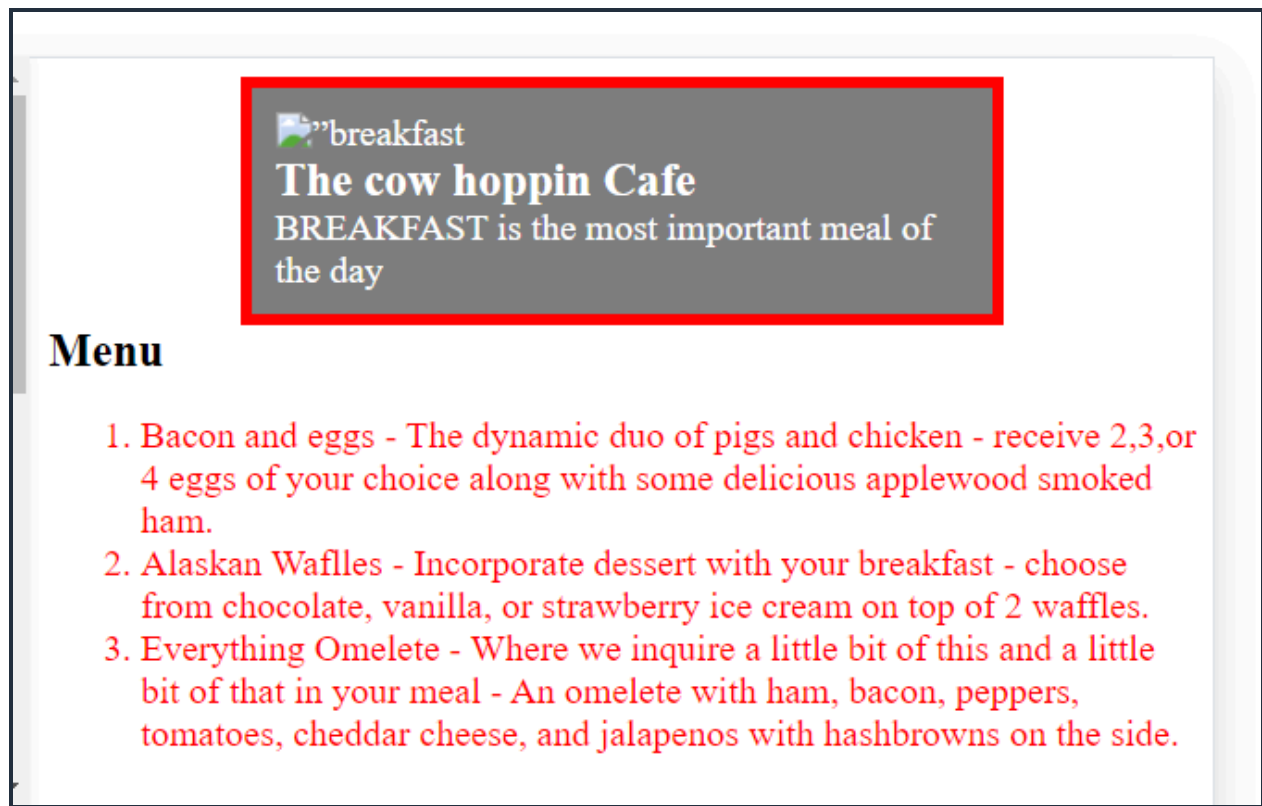 ”breakfast
The cow hoppin Cafe
BREAKFAST is the most important meal of
the day
Menu
1. Bacon and eggs - The dynamic duo of pigs and chicken - receive 2,3,or
4 eggs of your choice along with some delicious applewood smoked
ham.
2. Alaskan Waflles - Incorporate dessert with your breakfast - choose
from chocolate, vanilla, or strawberry ice cream on top of 2 waffles.
3. Everything Omelete - Where we inquire a little bit of this and a little
bit of that in your meal - An omelete with ham, bacon, peppers,
tomatoes, cheddar cheese, and jalapenos with hashbrowns on the side.